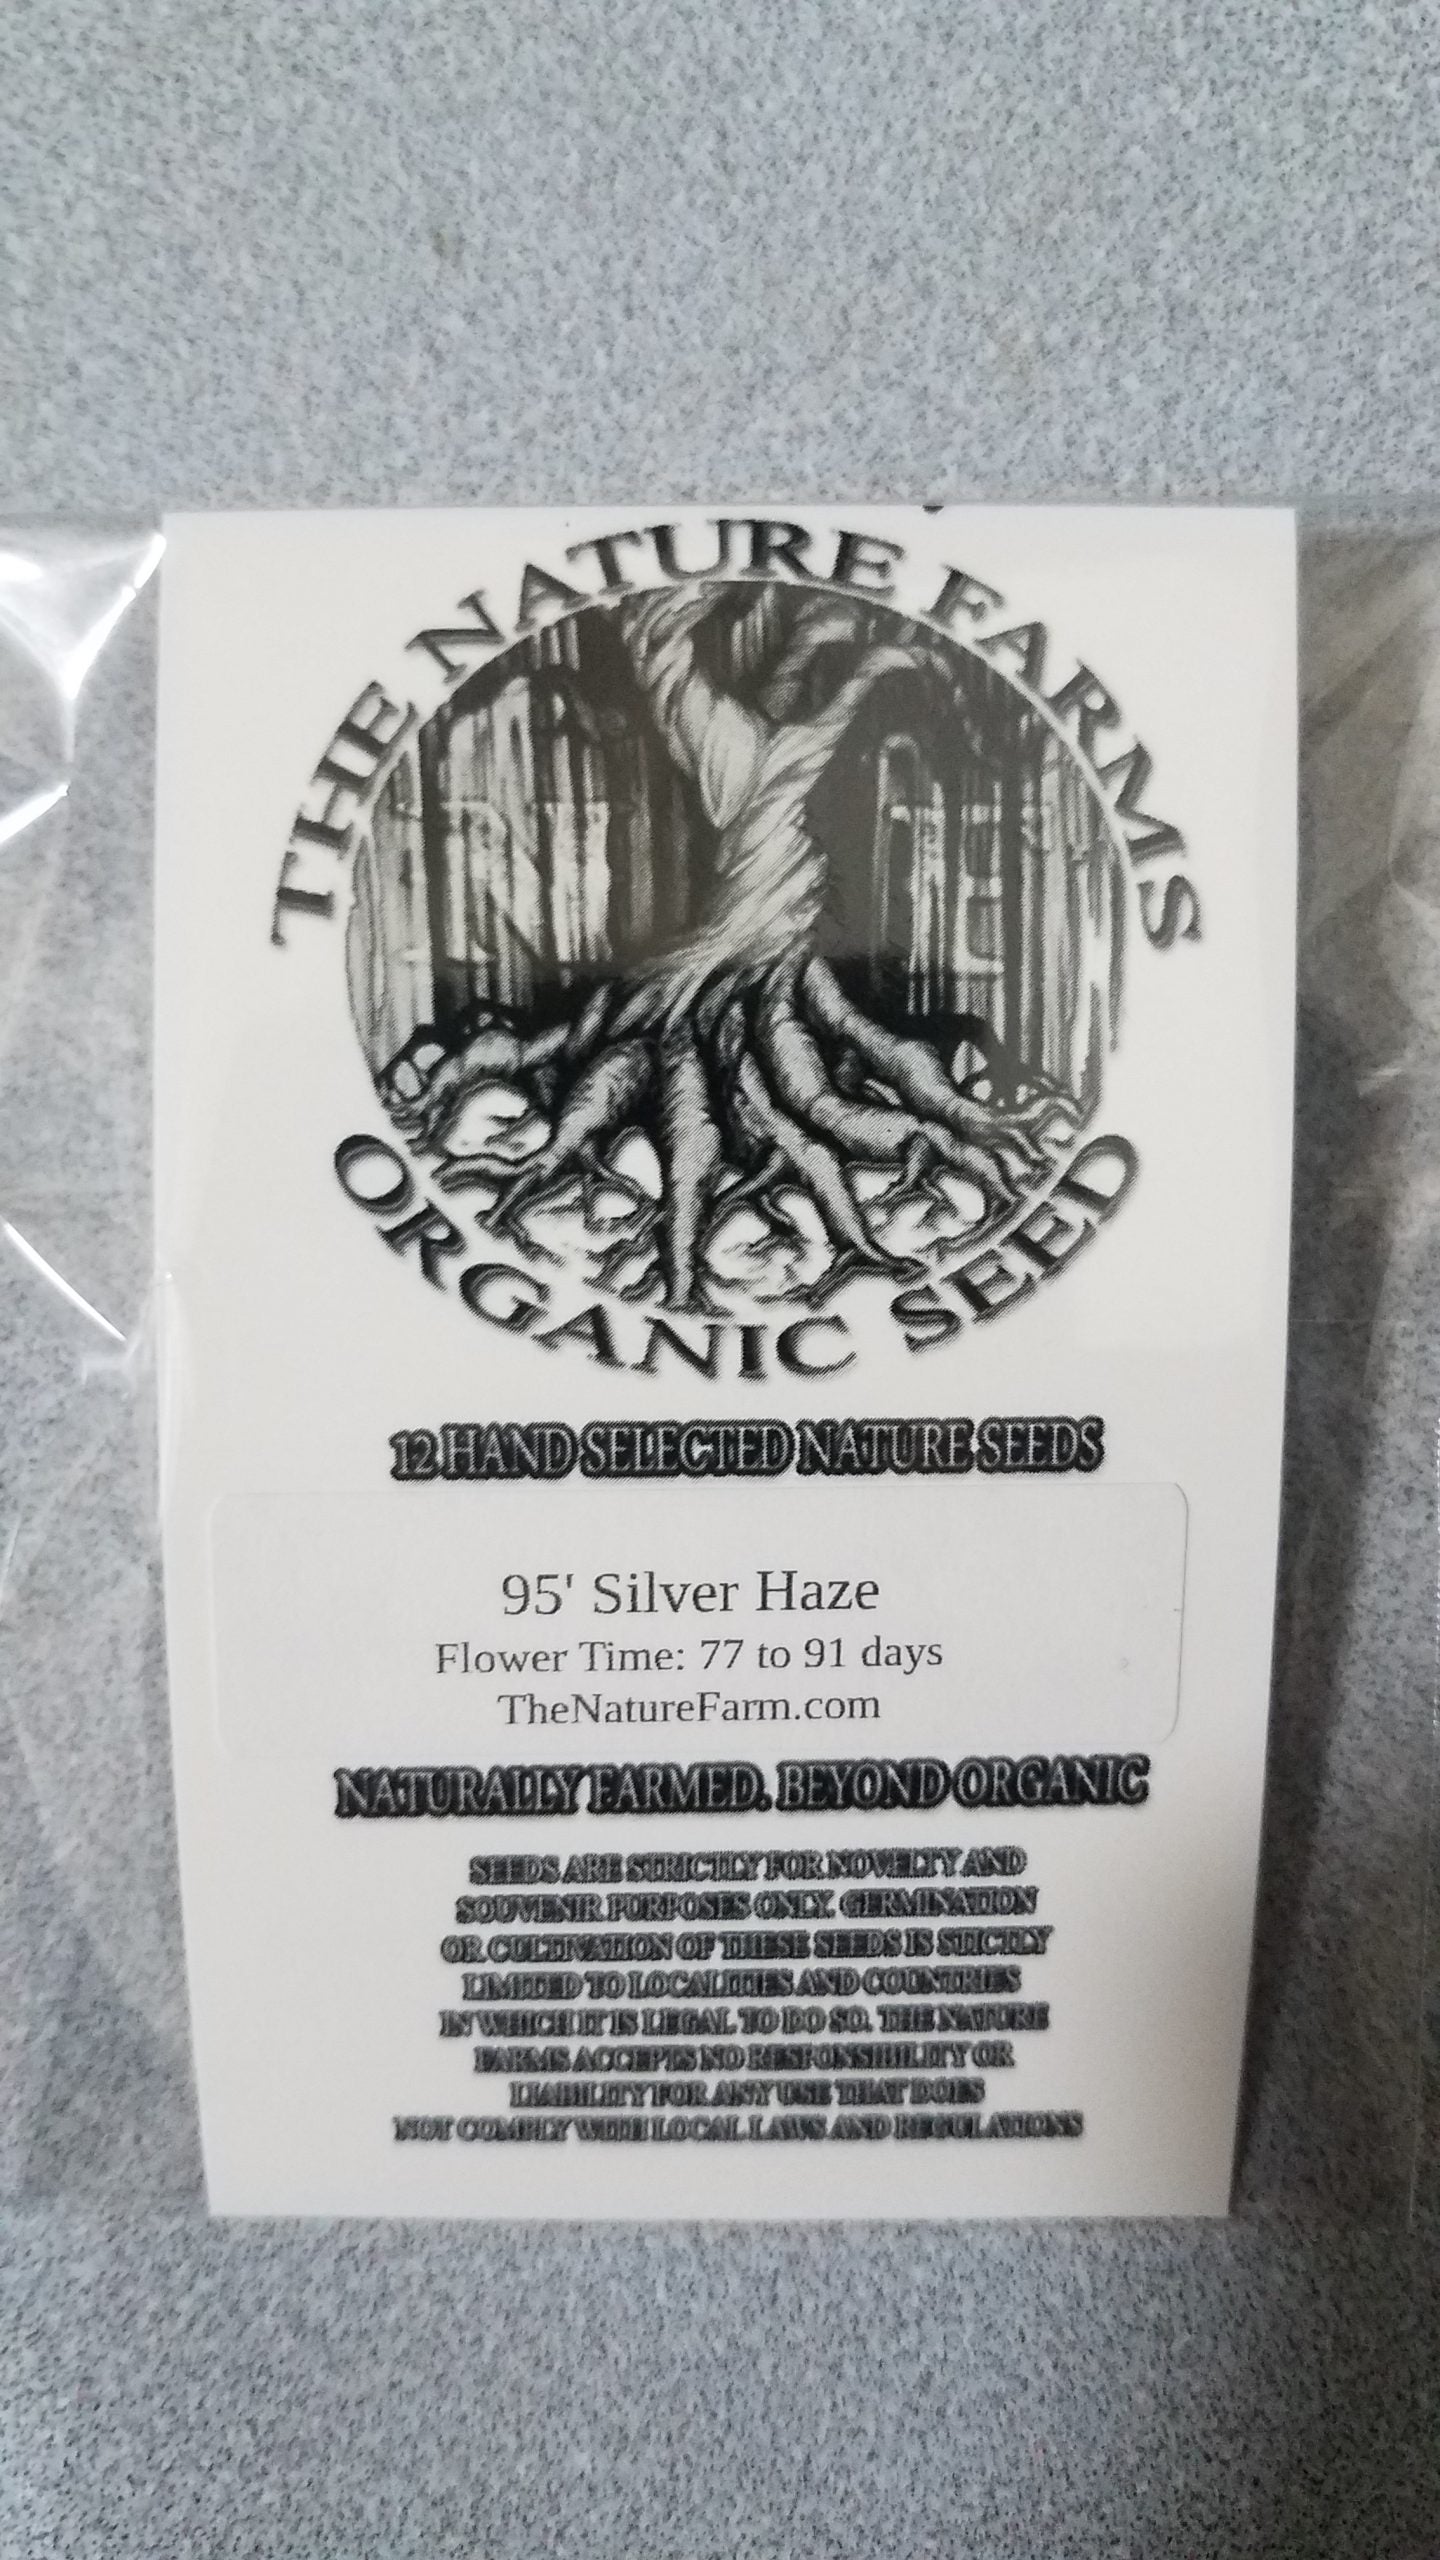 THE NATURE FARMS
ORGANIC SEED
12 HAND SELECTED NATURE SEEDS
95' Silver Haze
Flower Time: 77 to 91 days
TheNatureFarm.com
NATURALLY FARMED, BEYOND ORGANIC
SEEDS ARE STRICTLY FOR NOVELTY AND
SOUVENIR PURPOSES ONLY. GERMINATION
OR CULTIVATION OF THESE SEEDS IS STICTLY
LIMITED TO LOCALITIES AND COUNTRIES
IN WHICH IT IS LEGAL TO DO SO. THE NATURE
FARMS ACCEPTS NO RESPONSIBILITY OR
LIABILITY FOR ANY USE THAT DOES
NOT COMPLY WITH LOCAL LAWS AND REGULATIONS